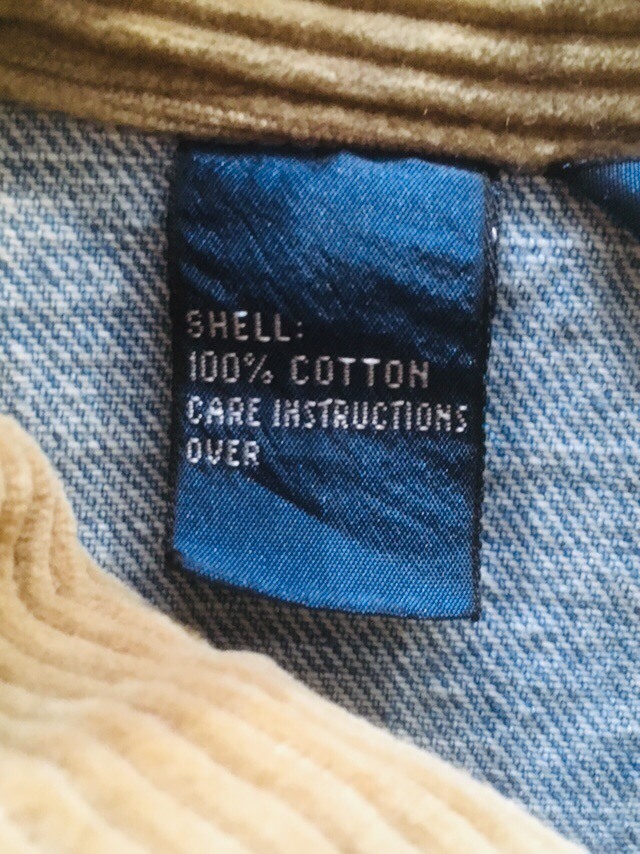 SHELL:
100% COTTON
CARE INSTRUCTIONS
OVER